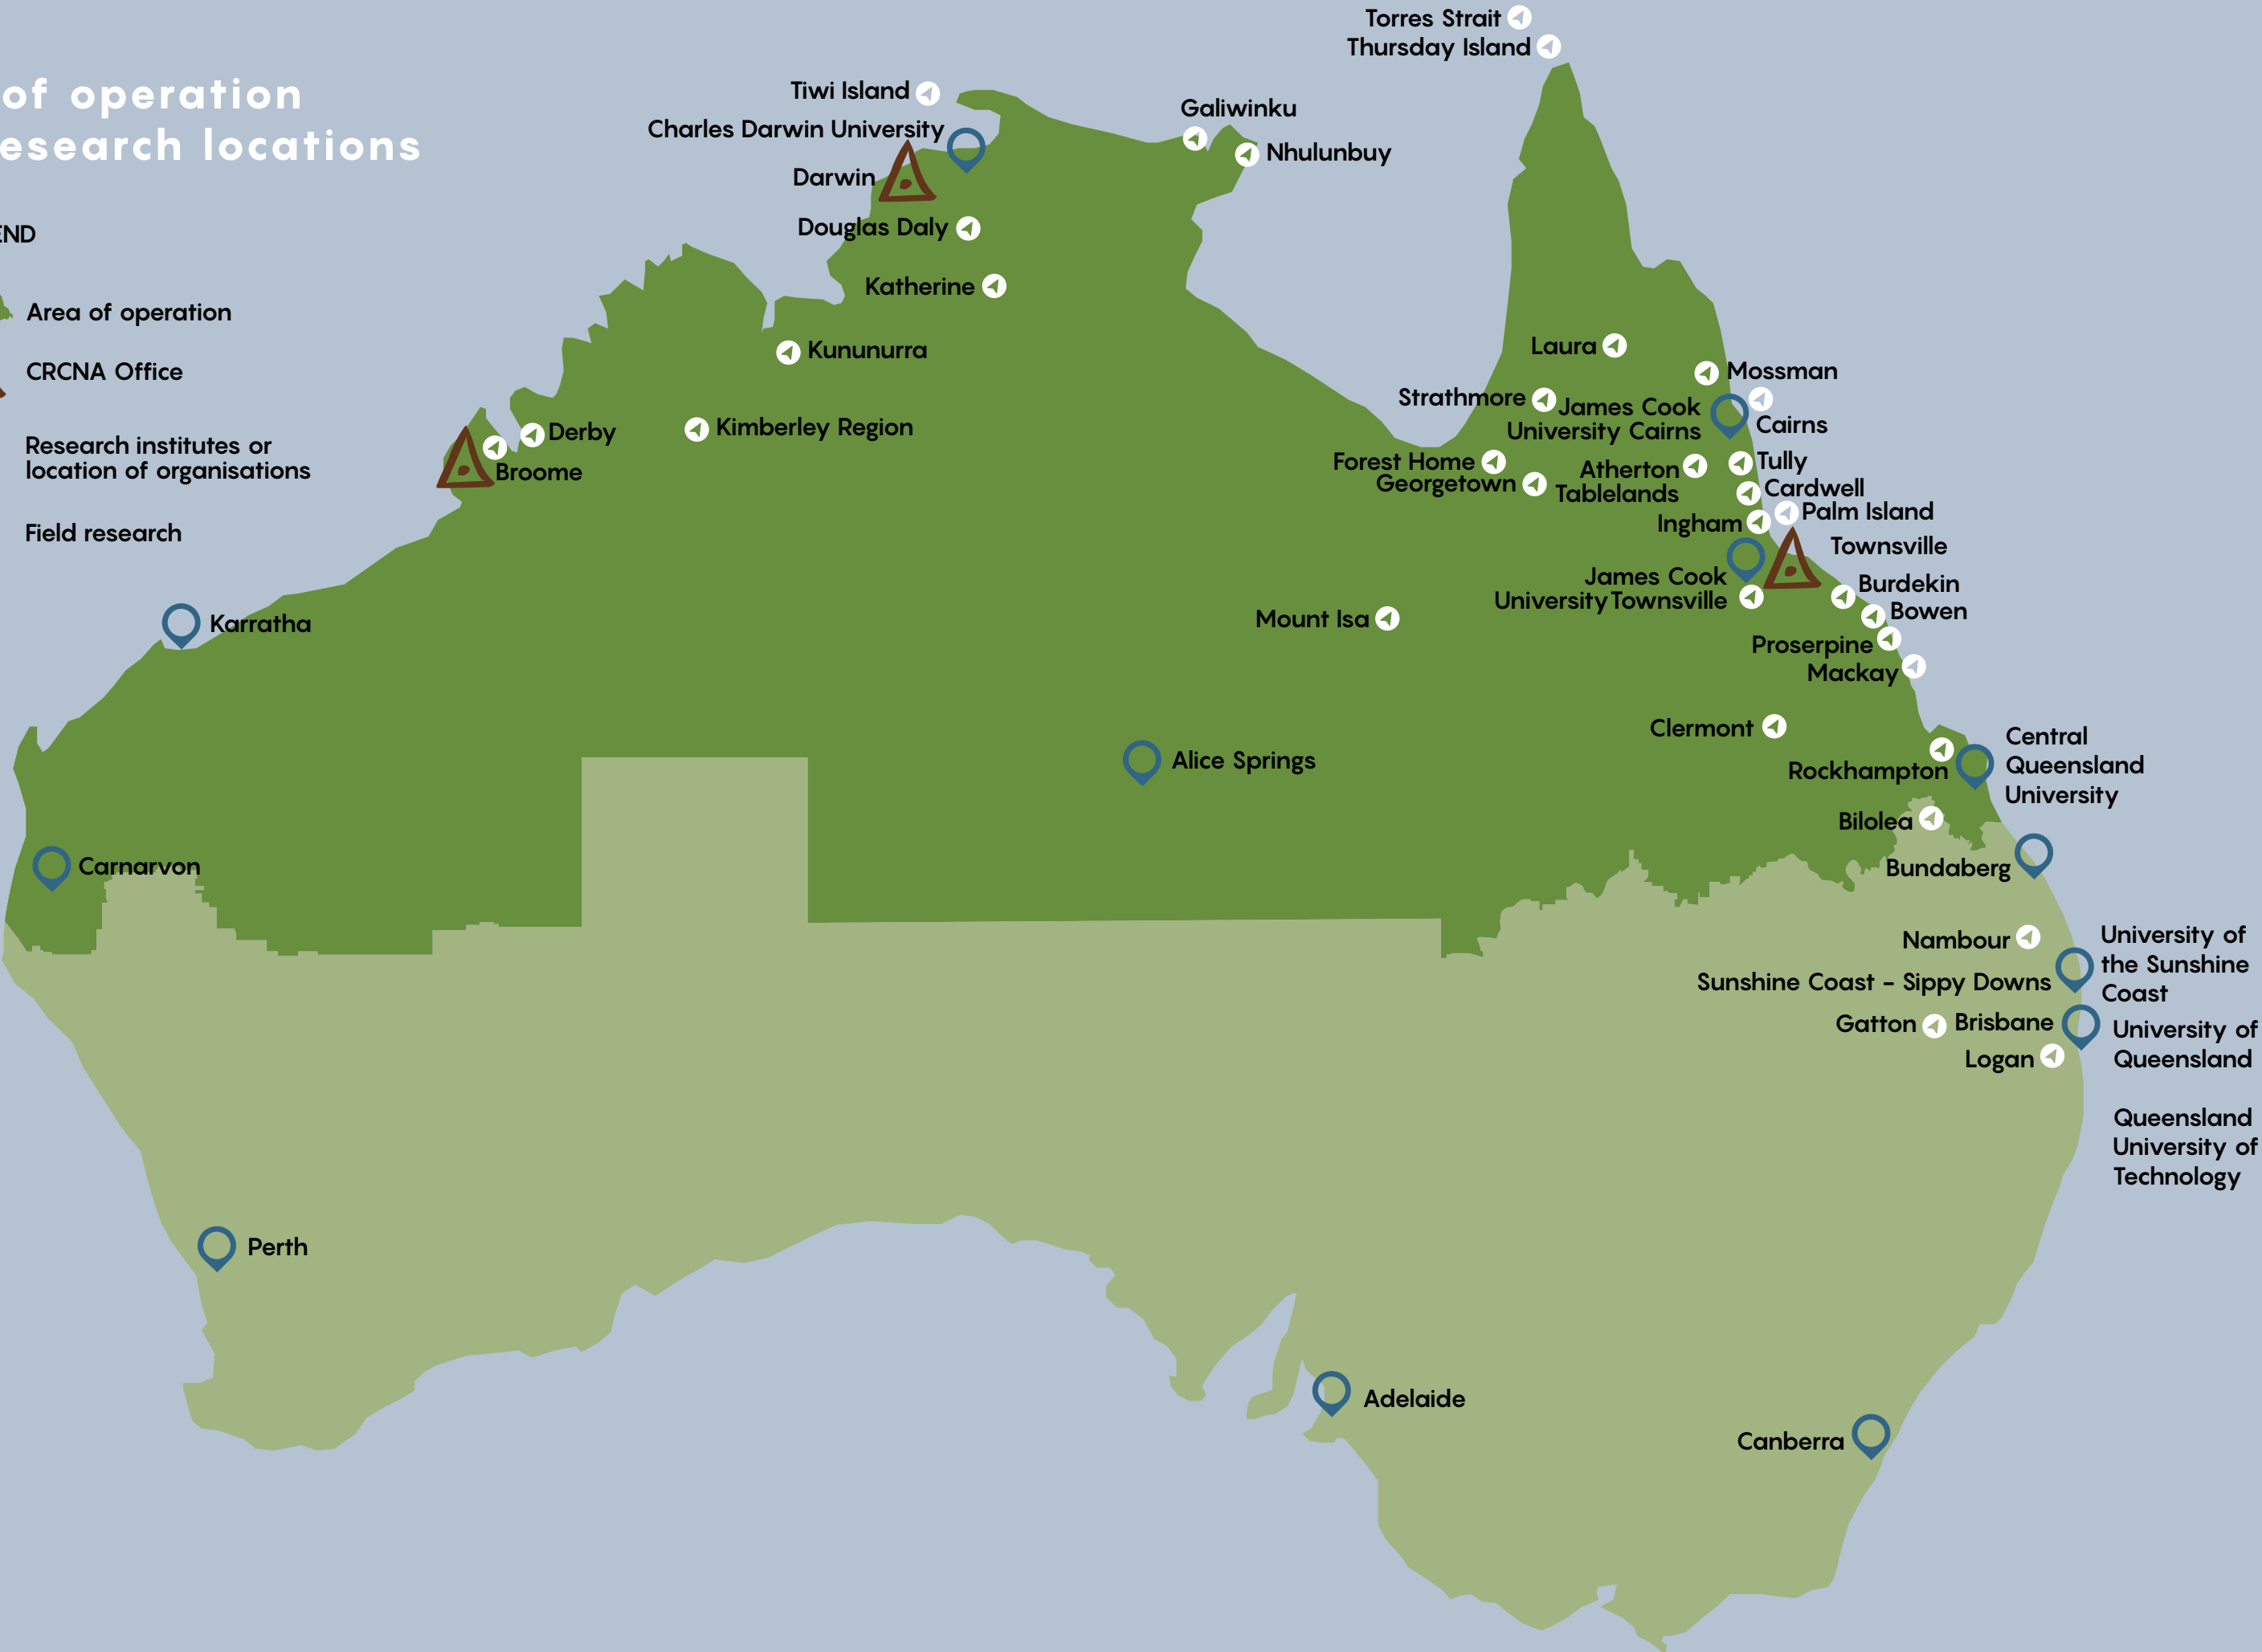 of operation
esearch locations
END
Area of operation
CRCNA Office
Research institutes or
location of organisations
Field research
Torres Strait
Thursday Island
Tiwi Island
Charles Darwin University
Darwin
Galiwinku
Nhulunbuy
Douglas Daly
Katherine
Kununurra
Kimberley Region
Derby
Broome
Karratha
Carnarvon
Laura
Mossman
Strathmore
James Cook
University Cairns
Cairns
Forest Home
Georgetown
Atherton
Tablelands
Tully
Cardwell
Palm Island
Ingham
Townsville
James Cook
UniversityTownsville
Burdekin
Bowen
Mount Isa
Proserpine
Mackay
Clermont
Alice Springs
Rockhampton
Central
Queensland
University
Bilolea
Bundaberg
Nambour
University of
the Sunshine
Coast
Sunshine Coast - Sippy Downs
Gatton
Brisbane
University of
Queensland
Logan
Queensland
University of
Technology
Perth
Adelaide
Canberra